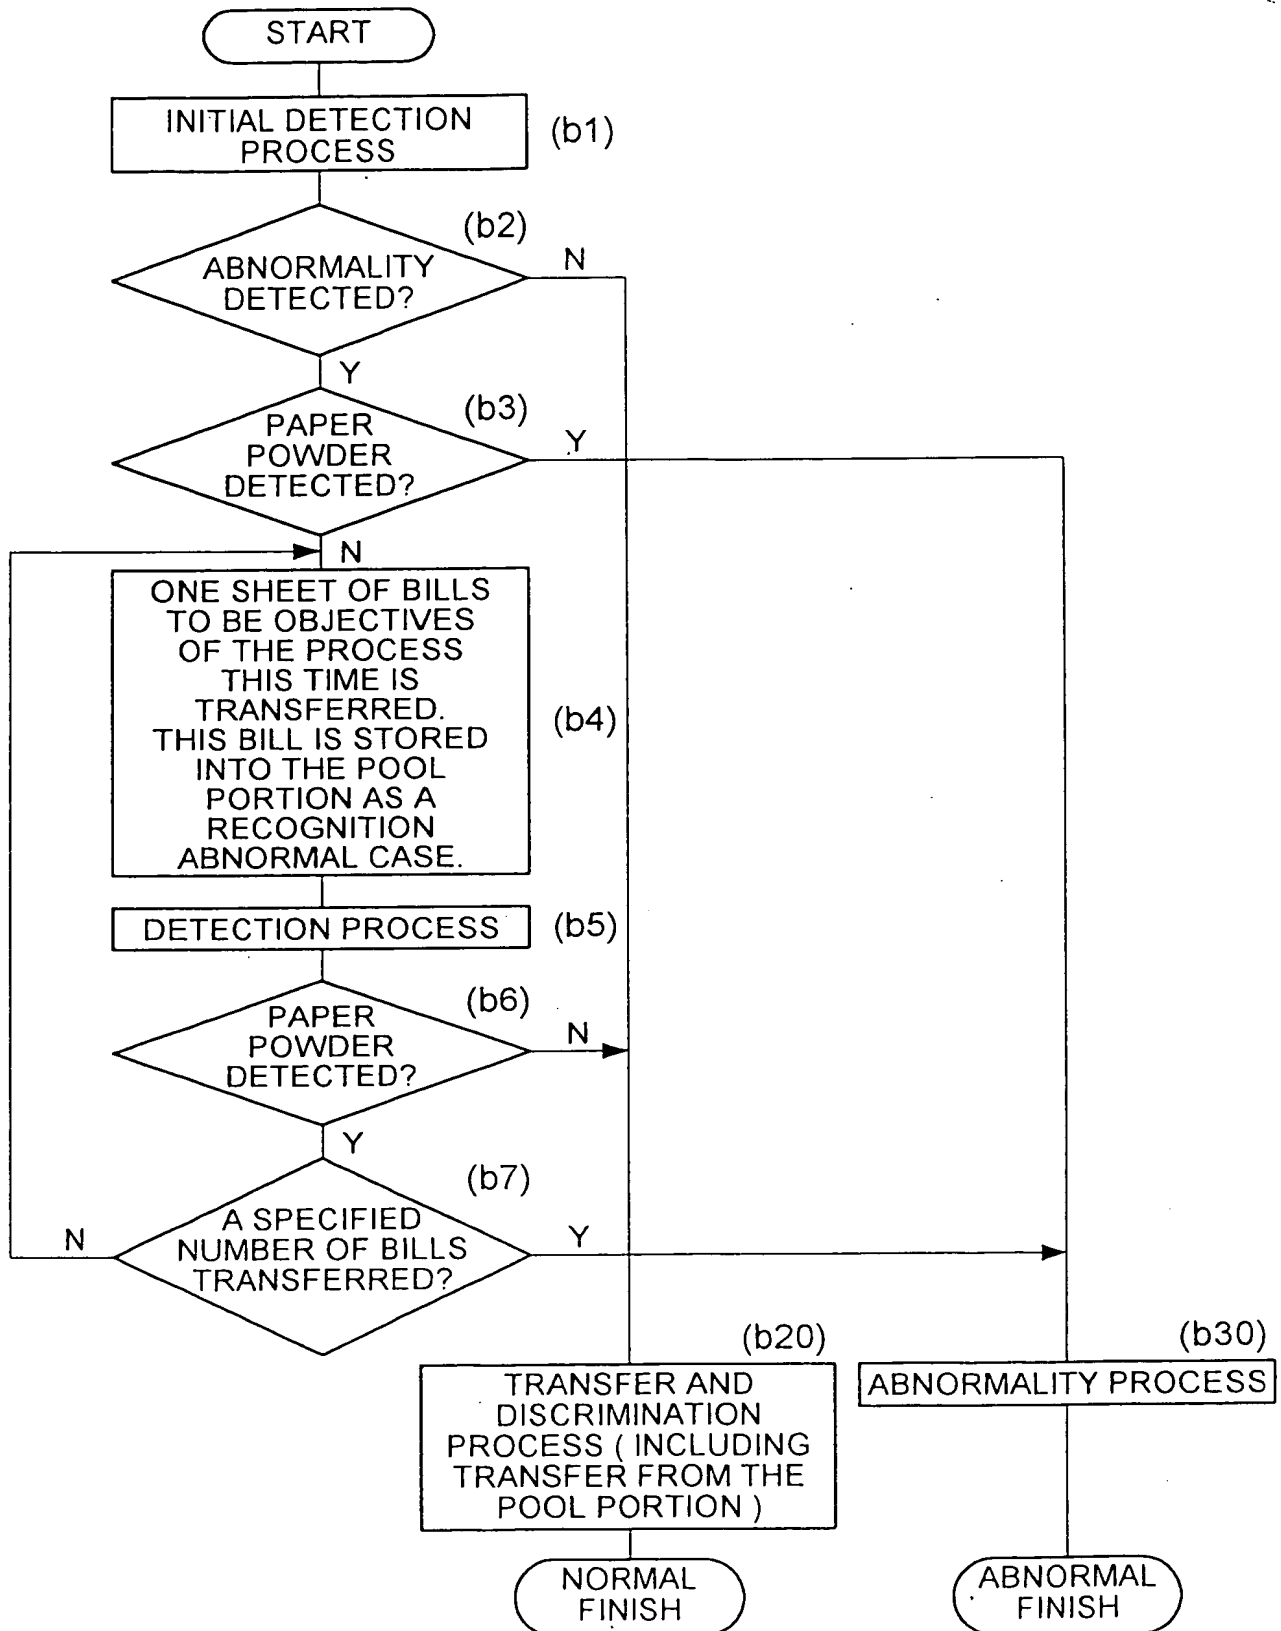 START
INITIAL DETECTION
PROCESS
(b1)
(b2)
ABNORMALITY
DETECTED?
N
Y
(b3)
PAPER
POWDER
DETECTED?
Y
N
ONE SHEET OF BILLS
TO BE OBJECTIVES
OF THE PROCESS
THIS TIME IS
TRANSFERRED.
THIS BILL IS STORED
INTO THE POOL
PORTION AS A
RECOGNITION
ABNORMAL CASE.
(b4)
DETECTION PROCESS
(b5)
(b6)
PAPER
POWDER
DETECTED?
N
Y
(b7)
A SPECIFIED
NUMBER OF BILLS
TRANSFERRED?
N
Y
(b20)
TRANSFER AND
DISCRIMINATION
PROCESS ( INCLUDING
TRANSFER FROM THE
POOL PORTION )
(b30)
ABNORMALITY PROCESS
NORMAL
FINISH
ABNORMAL
FINISH